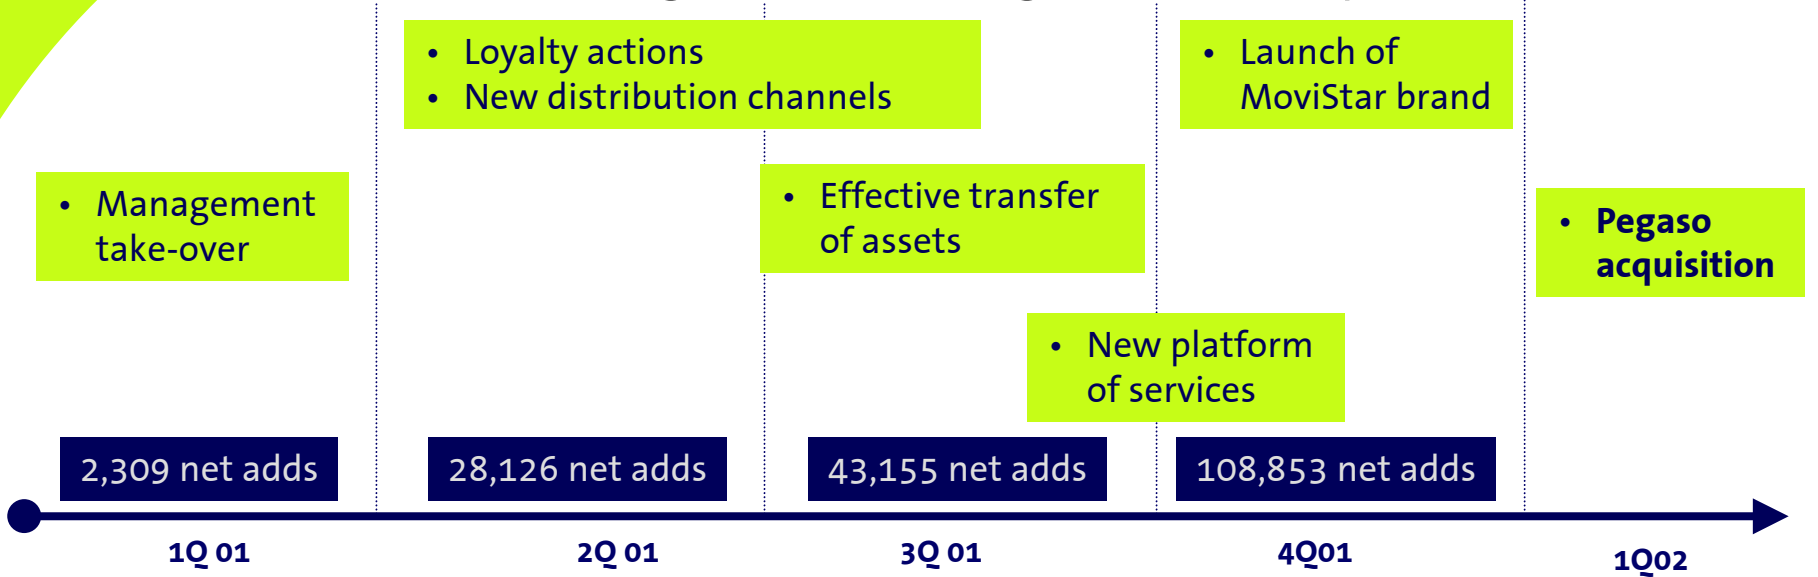 • Loyalty actions
• New distribution channels
• Launch of
MoviStar brand
• Management
take-over
• Effective transfer
of assets
• Pegaso
acquisition
• New platform
of services
2,309 net adds
28,126 net adds
43,155 net adds
108,853 net adds
1Q 01
2Q 01
3Q 01
4Q01
1Q02